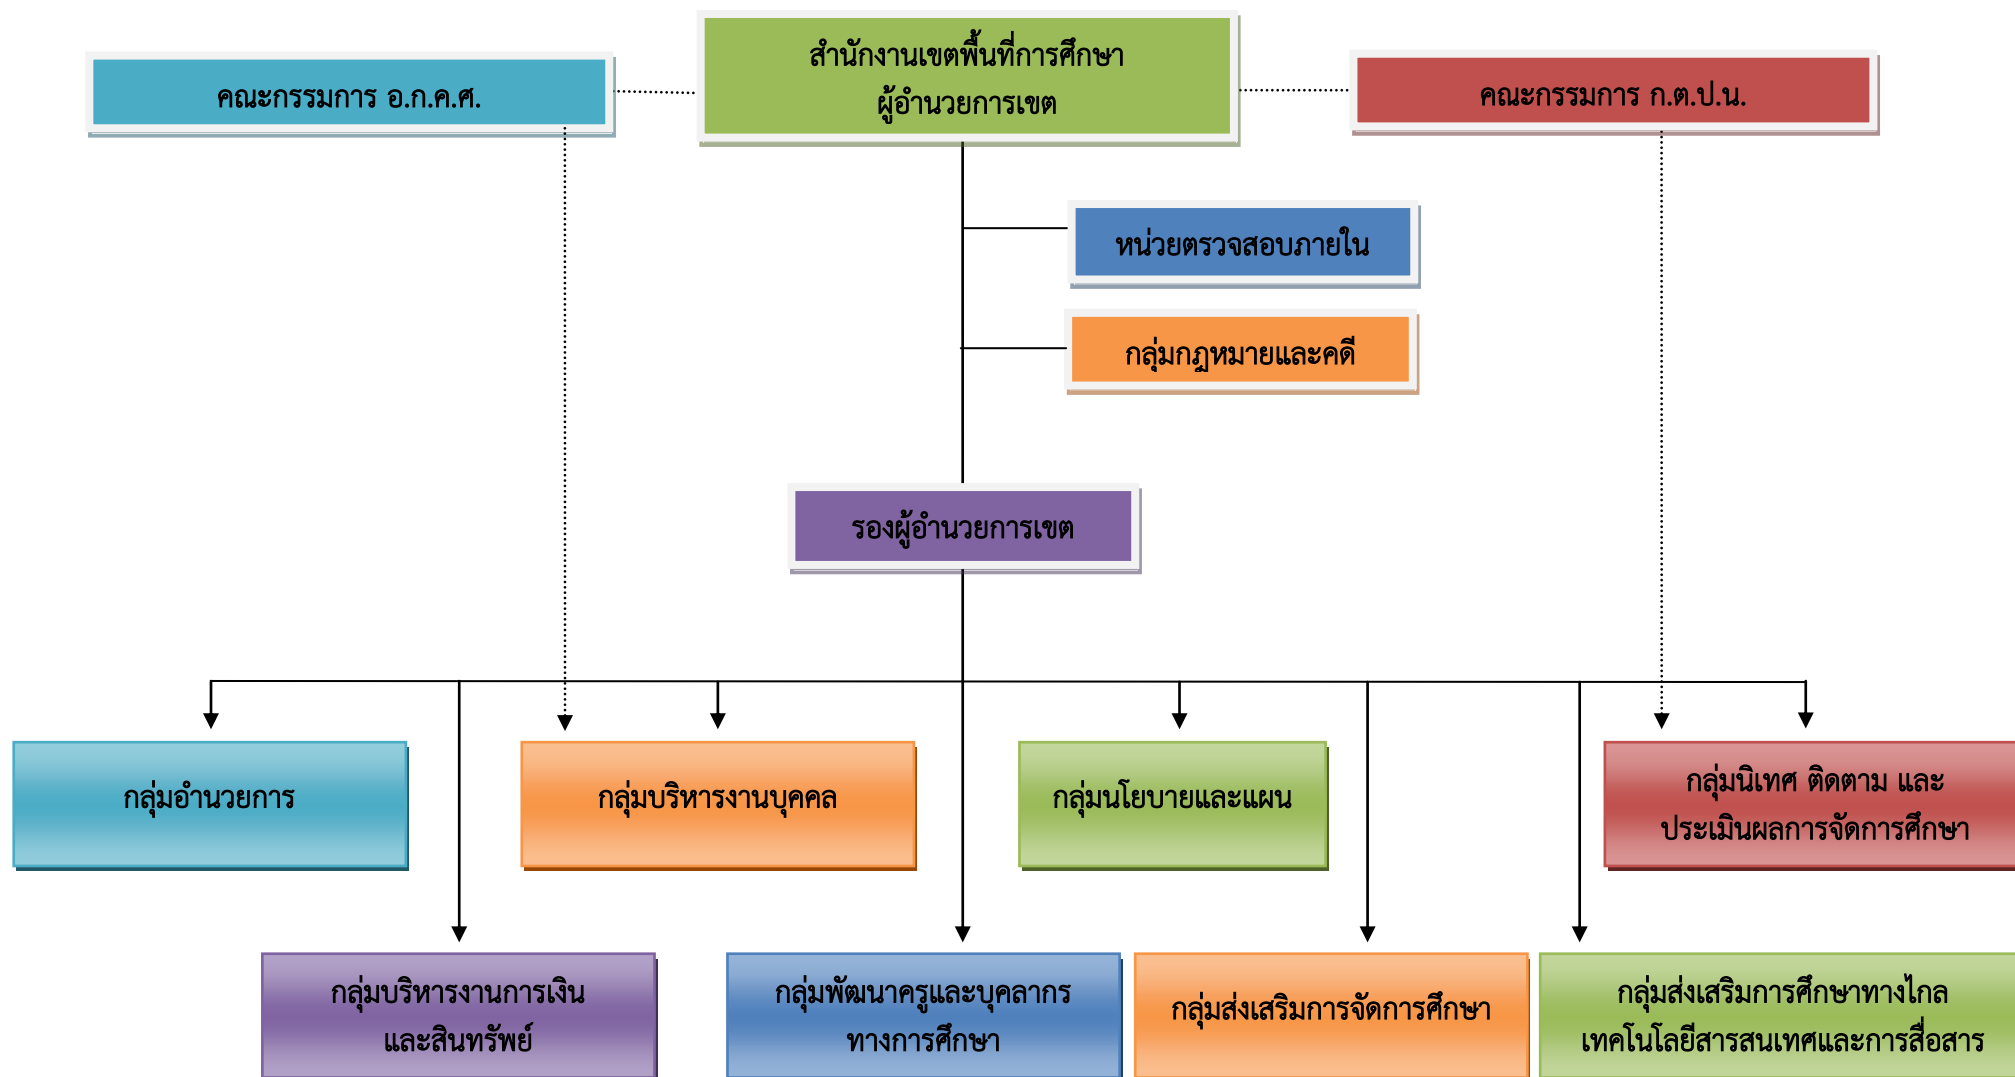 สำนักงานเขตพื้นที่การศึกษา
ผู้อำนวยการเขต
คณะกรรมการ อ.ก.ค.ศ.
คณะกรรมการ ก.ต.ป.น.
หน่วยตรวจสอบภายใน
กลุ่มกฎหมายและคดี
รองผู้อำนวยการเขต
กลุ่มอำนวยการ
กลุ่มบริหารงานบุคคล
กลุ่มนโยบายและแผน
กลุ่มนิเทศ ติดตาม และ
ประเมินผลการจัดการศึกษา
กลุ่มบริหารงานการเงิน
และสินทรัพย์
กลุ่มพัฒนาครูและบุคลากร
ทางการศึกษา
กลุ่มส่งเสริมการจัดการศึกษา
กลุ่มส่งเสริมการศึกษาทางไกล
เทคโนโลยีสารสนเทศและการสื่อสาร